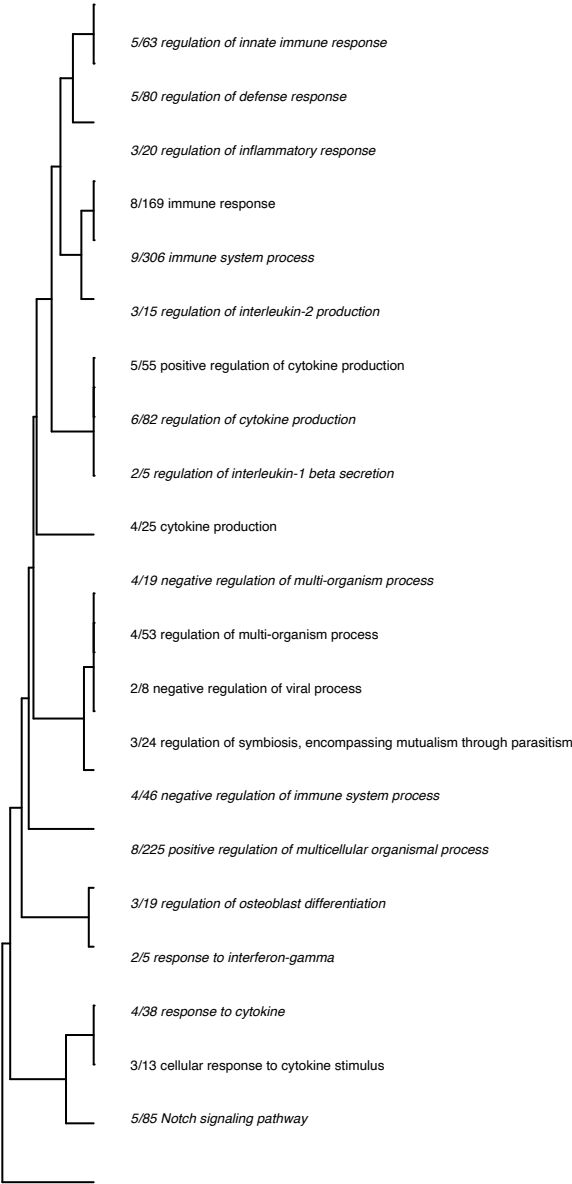 5/63 regulation of innate immune response
5/80 regulation of defense response
3/20 regulation of inflammatory response
8/169 immune response
9/306 immune system process
3/15 regulation of interleukin-2 production
5/55 positive regulation of cytokine production
6/82 regulation of cytokine production
2/5 regulation of interleukin-1 beta secretion
4/25 cytokine production
4/19 negative regulation of multi-organism process
4/53 regulation of multi-organism process
2/8 negative regulation of viral process
3/24 regulation of symbiosis, encompassing mutualism through parasitism
4/46 negative regulation of immune system process
8/225 positive regulation of multicellular organismal process
3/19 regulation of osteoblast differentiation
2/5 response to interferon-gamma
4/38 response to cytokine
3/13 cellular response to cytokine stimulus
5/85 Notch signaling pathway